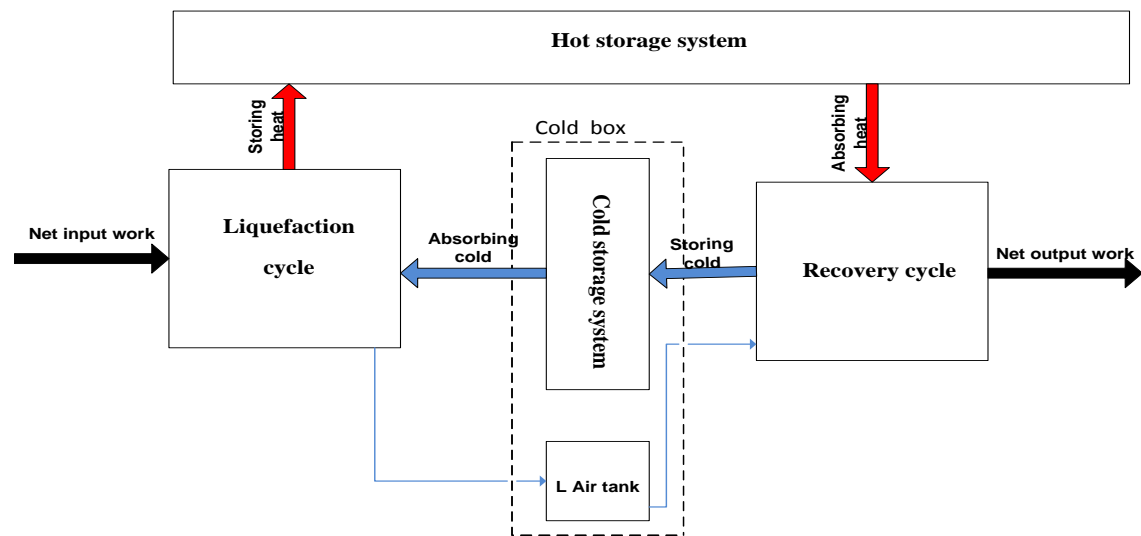 Hot storage system
Storing
heat
Absorbing
heat
Cold box
Net input work
Liquefaction
cycle
Absorbing
cold
Cold storage system
Storing
cold
Recovery cycle
Net output work
L Air tank